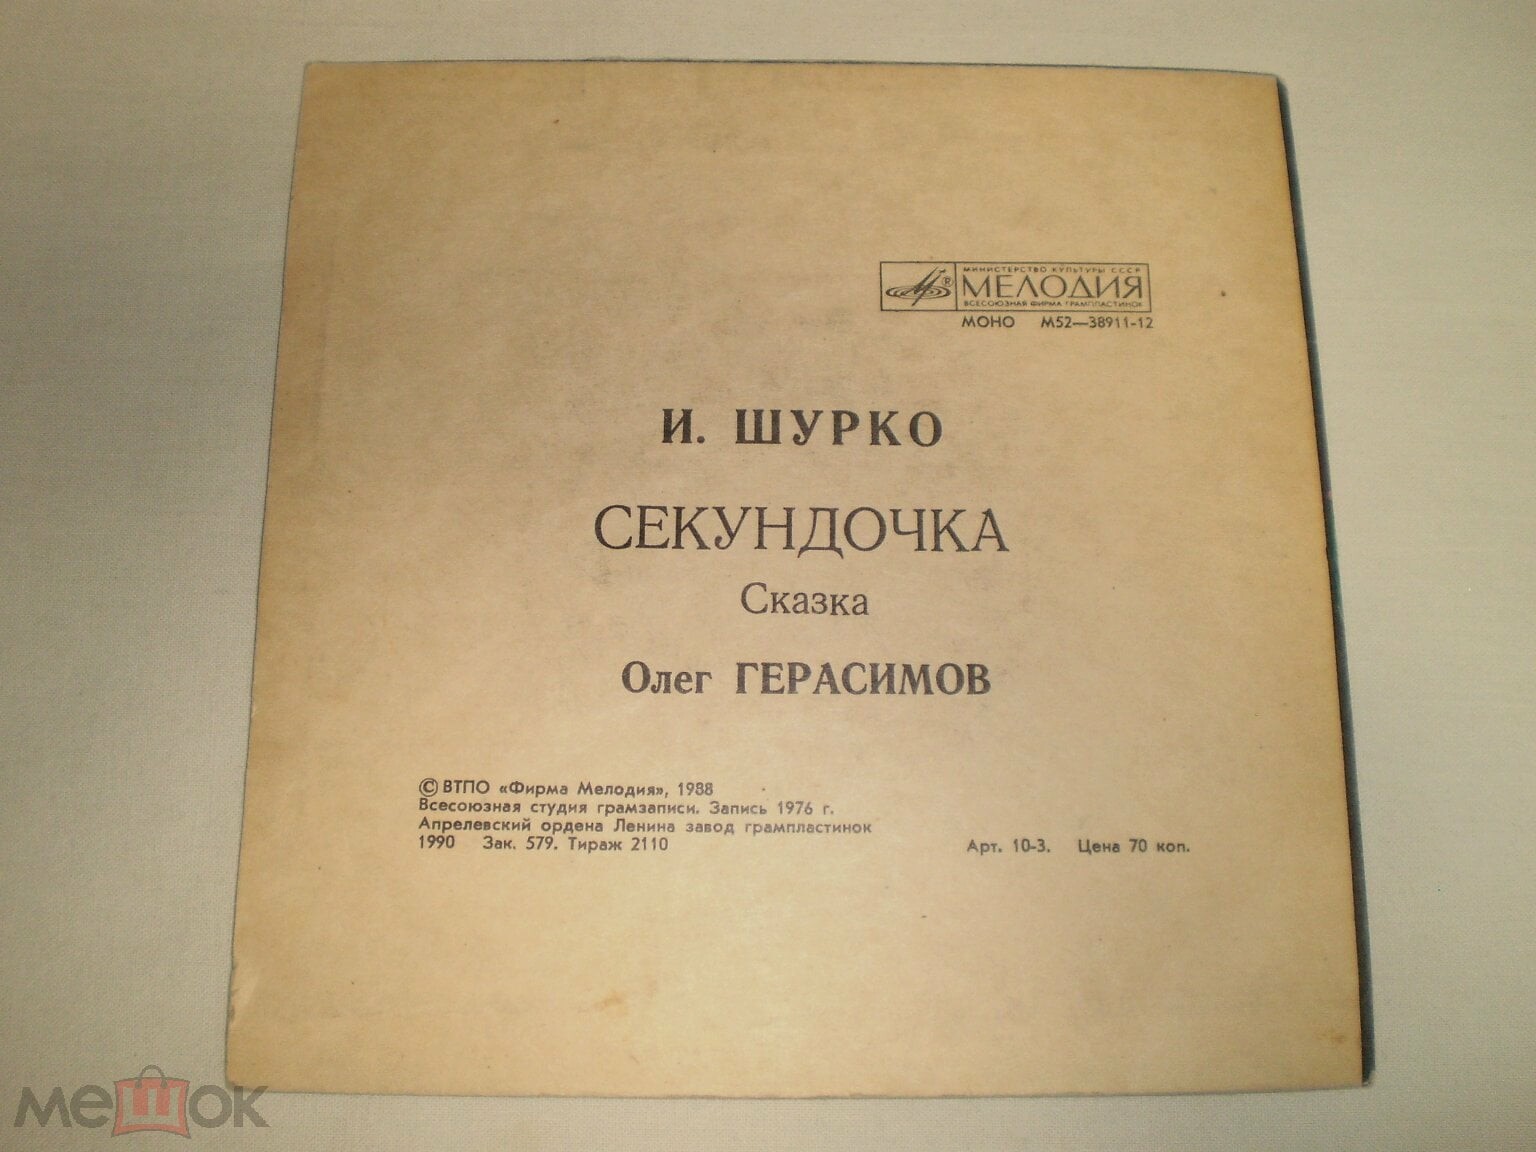 МИНИСТЕРСТВО КУЛЬТУРЫ СССР
МЕЛОДИЯ
ВСЕСОЮЗНАЯ ФИРМА ГРАМПЛАСТИНОК
МОНО М52—38911-12
И. ШУРКО
СЕКУНДОЧКА
Сказка
Олег ГЕРАСИМОВ
© ВТПО «Фирма Мелодия», 1988
Всесоюзная студия грамзаписи. Запись 1976 г.
Апрелевский ордена Ленина завод грампластинок
1990 Зак. 579. Тираж 2110 Арт. 10-3. Цена 70 коп.
мешок